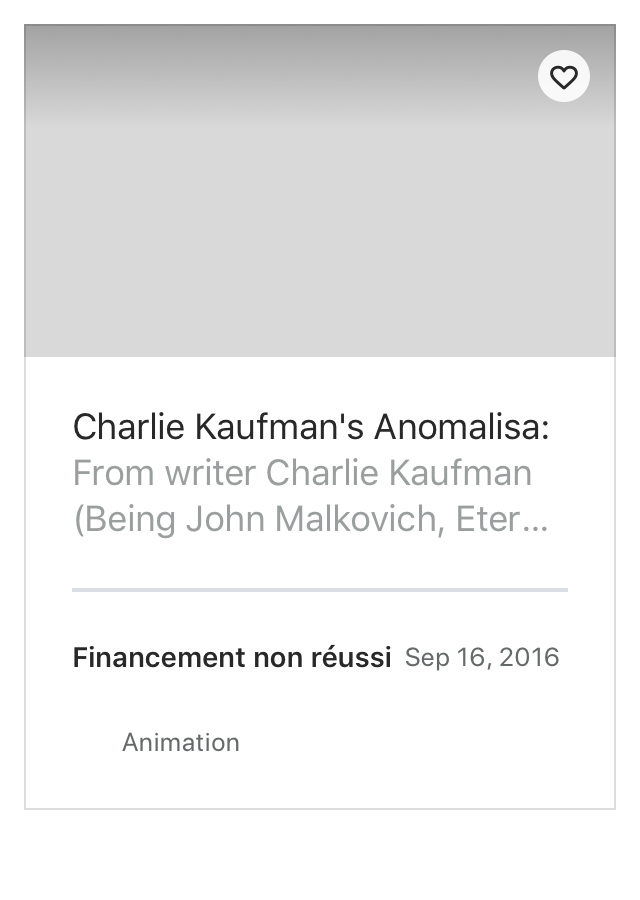 Charlie Kaufman's Anomalisa:
From writer Charlie Kaufman
(Being John Malkovich, Eter...
Financement non réussi Sep 16, 2016
Animation